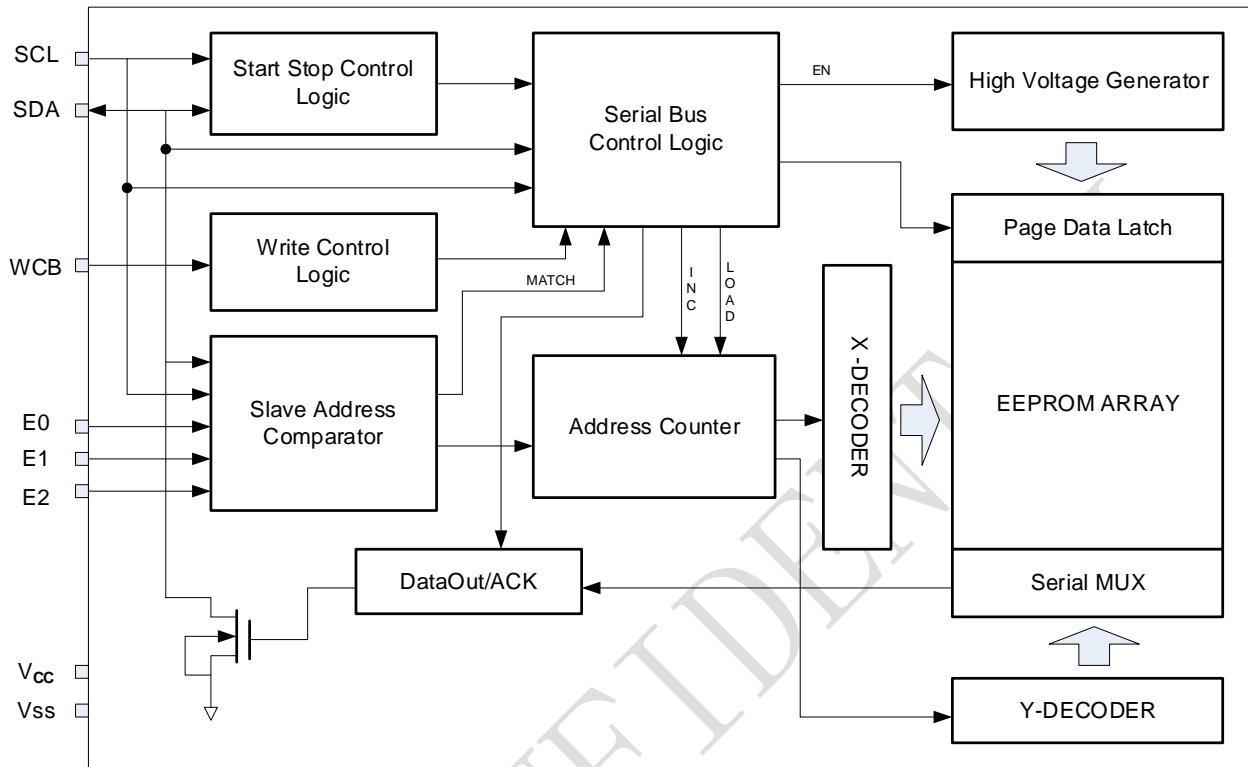 SCL
SDA
WCB
E0
E1
E2
Vcc
Vss
Start Stop Control
Logic
Write Control
Logic
Slave Address
Comparator
MATCH
Serial Bus
Control Logic
EN
INC
LOAD
Address Counter
DataOut/ACK
X-DECODER
High Voltage Generator
Page Data Latch
EEPROM ARRAY
Serial MUX
Y-DECODER